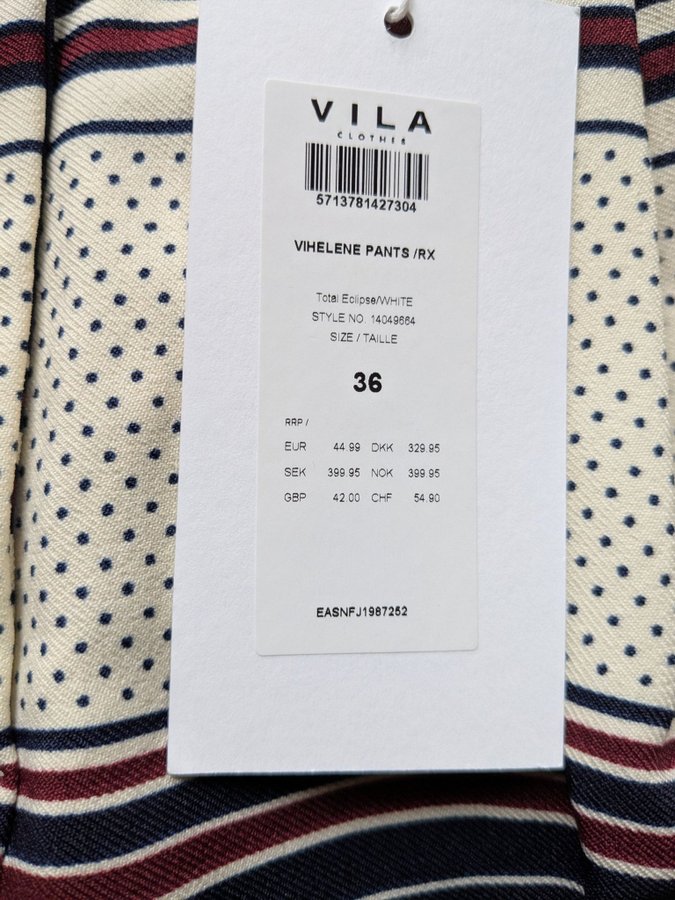 VILA
CLOTHES
5713781427304
VIHELENE PANTS /RX
Total Eclipse/WHITE
STYLE NO. 14049664
SIZE / TAILLE
36
RRP /
EUR 44.99 DKK 329.95
SEK 399.95 NOK 399.95
GBP 42.00 CHF 54.90
EASNFJ1987252